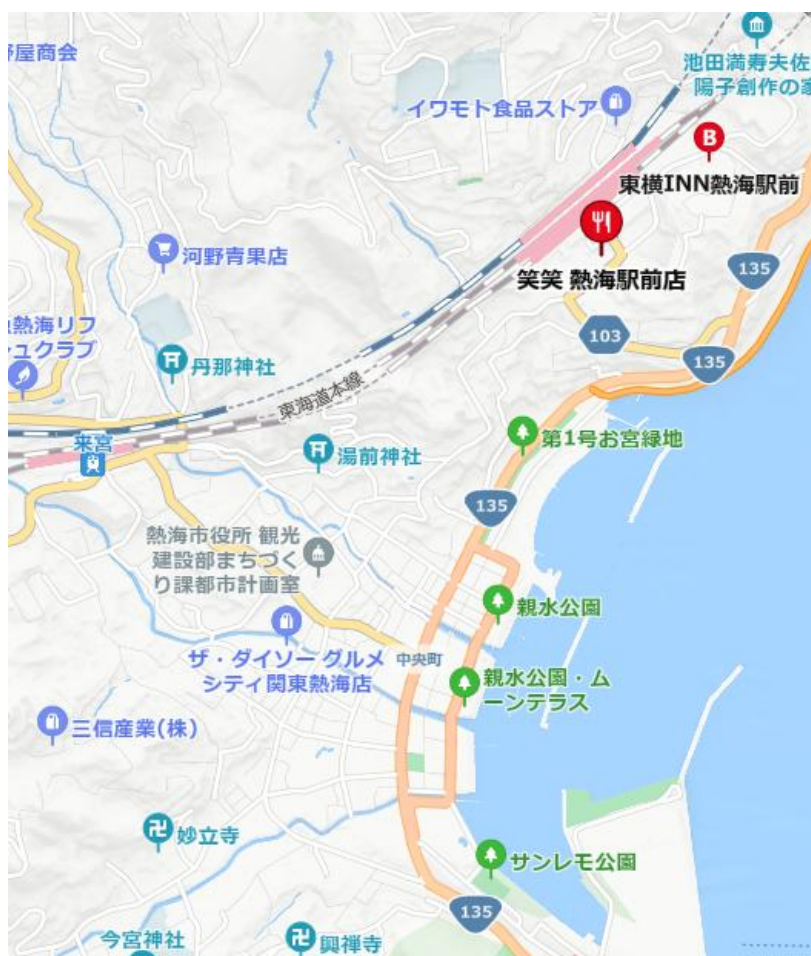 屋商会
池田満寿夫佐
陽子創作の家
イワモト食品ストア
B
東横INN熱海駅前
河野青果店
笑笑 熱海駅前店
135
熱海リフ
ュクラブ
103
135
丹那神社
東海道本線
来宮
湯前神社
第1号お宮緑地
135
熱海市役所 観光
建設部まちづく
り課都市計画室
親水公園
ザ・ダイソー グルメ
シティ関東熱海店
中央町
親水公園・ム
ーンテラス
三信産業(株)
妙立寺
サンレモ公園
135
今宮神社
興禅寺